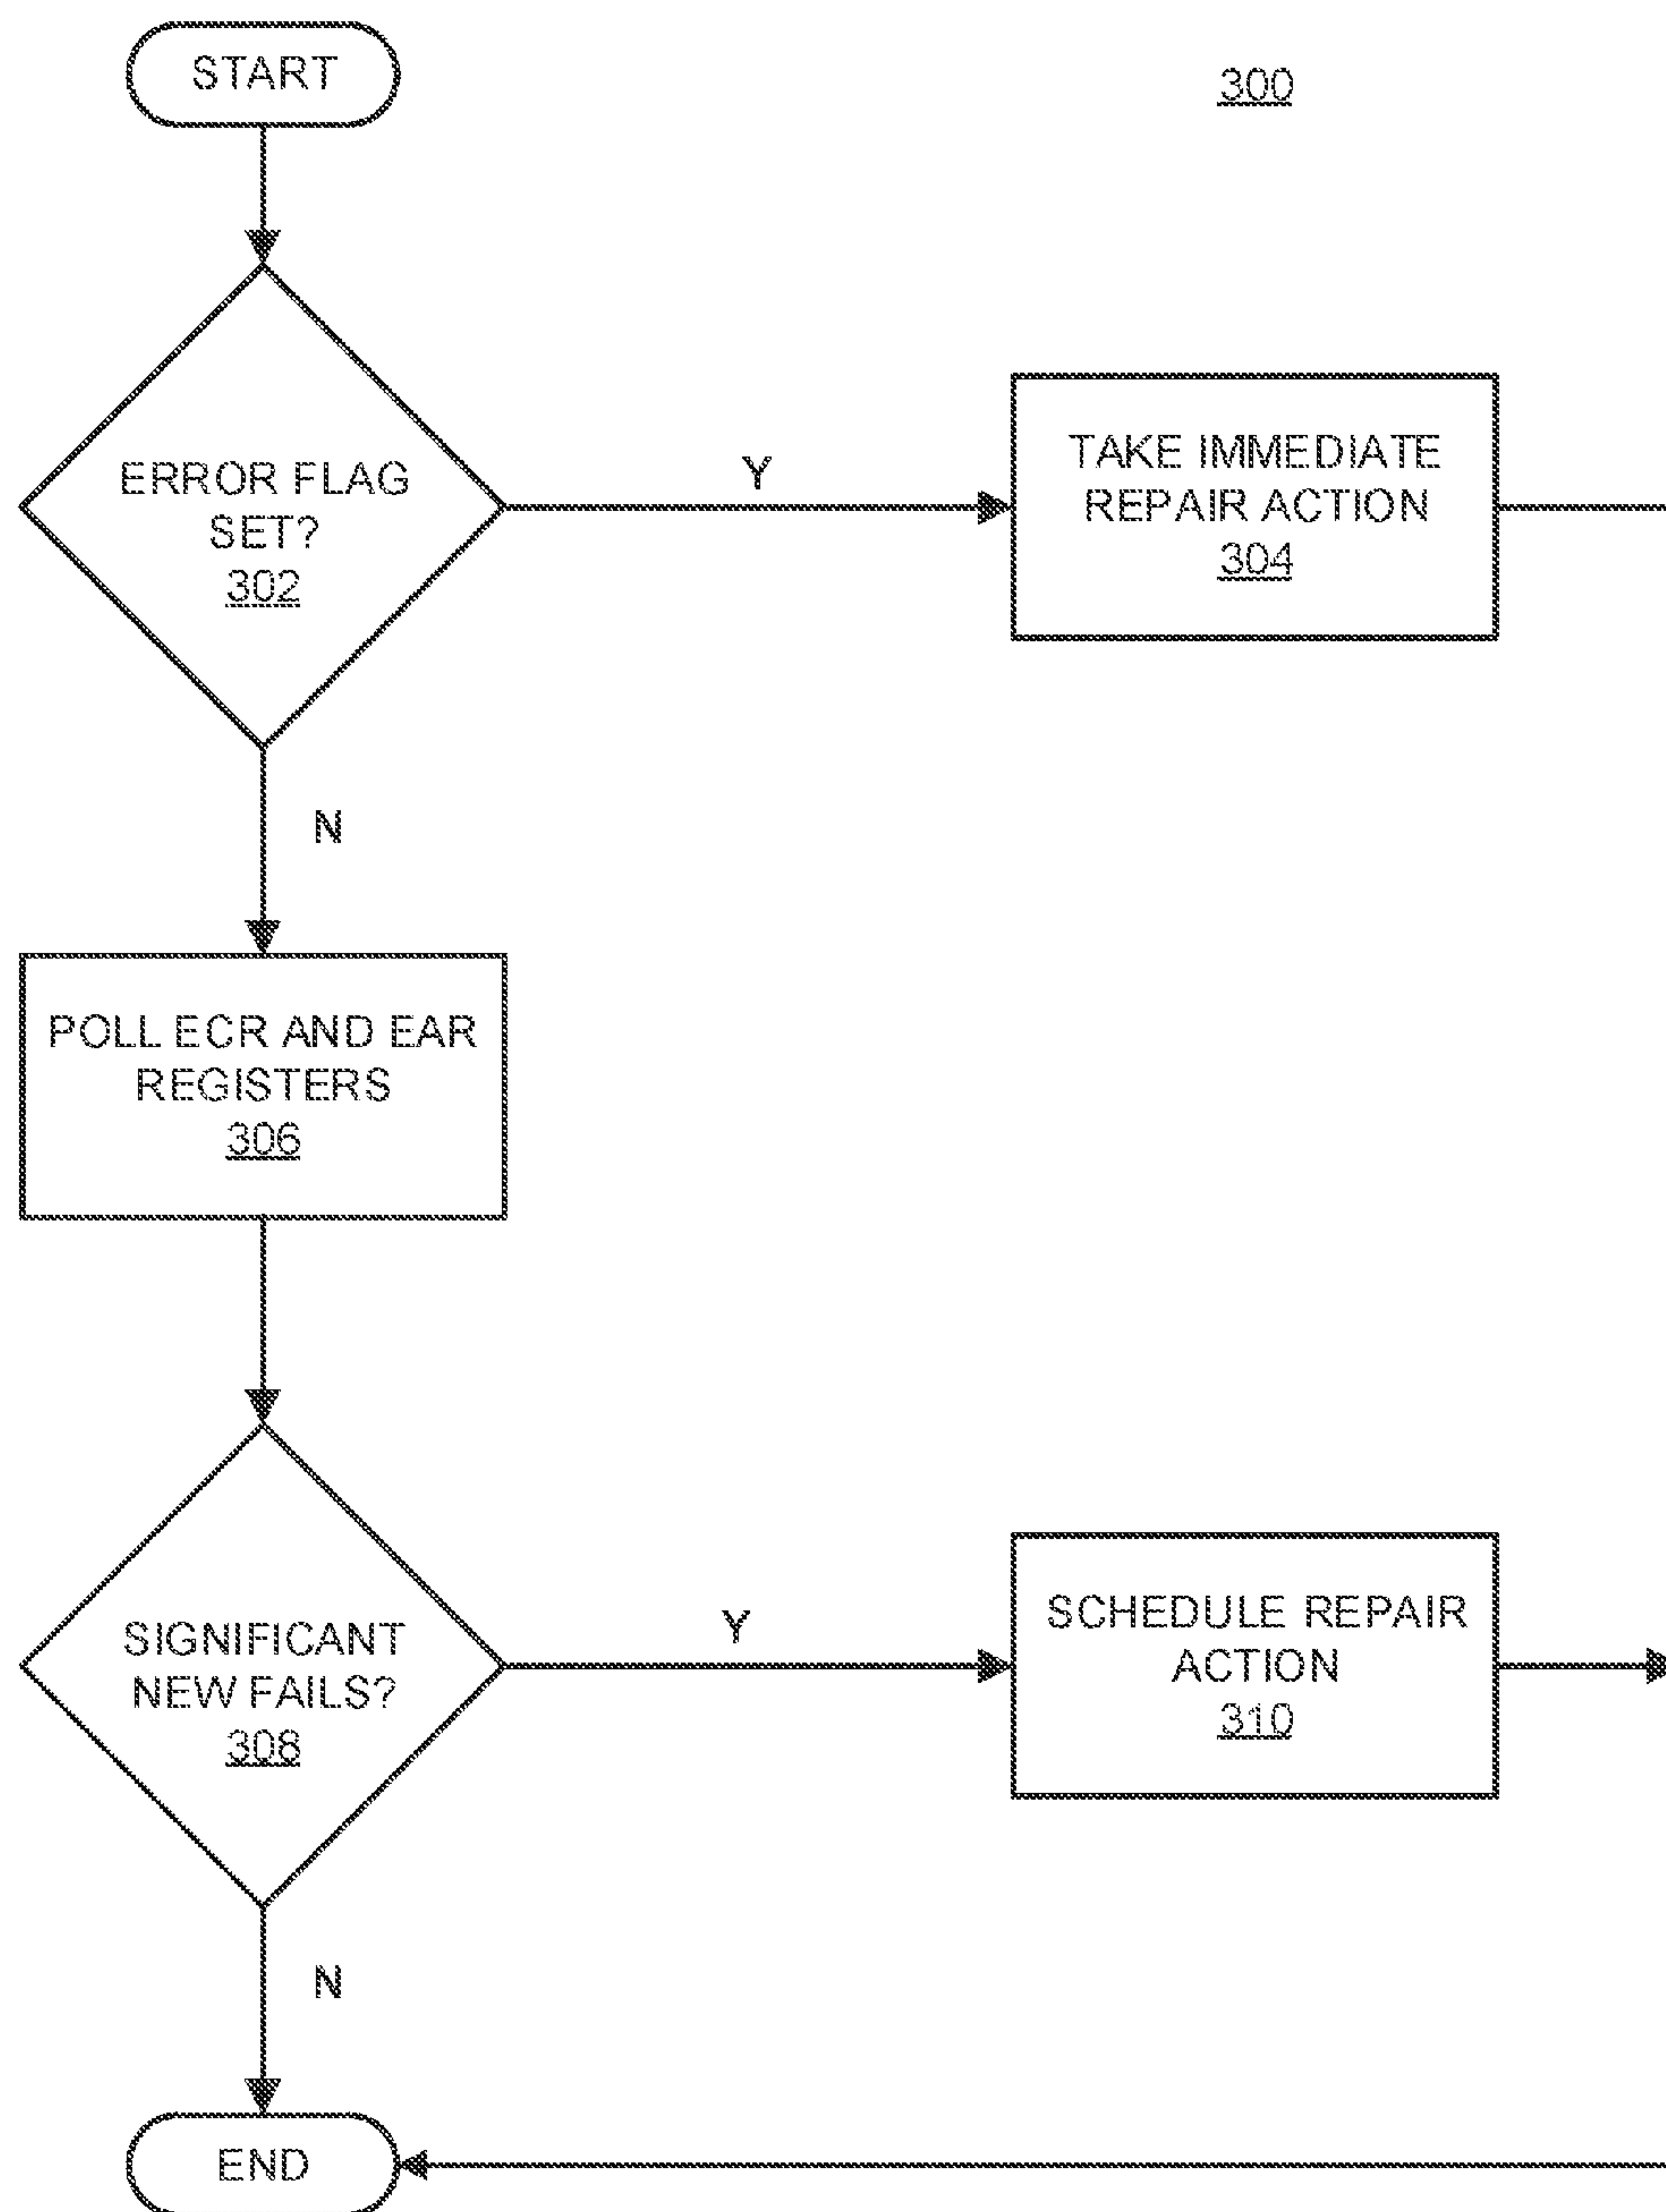 START
300
ERROR FLAG
SET?
302
Y
TAKE IMMEDIATE
REPAIR ACTION
304
N
POLL ECR AND EAR
REGISTERS
306
SIGNIFICANT
NEW FAILS?
308
Y
SCHEDULE REPAIR
ACTION
310
N
END